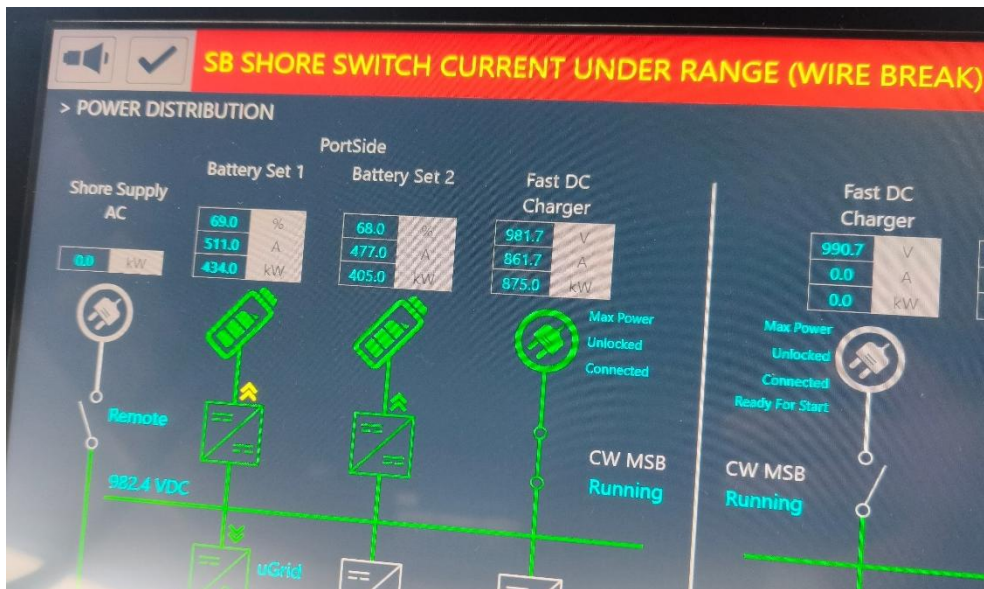 SB SHORE SWITCH CURRENT UNDER RANGE (WIRE BREAK)
> POWER DISTRIBUTION
PortSide
Shore Supply
AC
0.0 kW
Battery Set 1
69.0 %
511.0 A
434.0 kW
Battery Set 2
68.0 %
477.0 A
405.0 kW
Fast DC
Charger
981.7 V
861.7 A
875.0 kW
Max Power
Unlocked
Connected
Fast DC
Charger
990.7 V
0.0 A
0.0 kW
Max Power
Unlocked
Connected
Ready For Start
Remote
982.4 VDC
CW MSB
Running
CW MSB
Running
uGrid